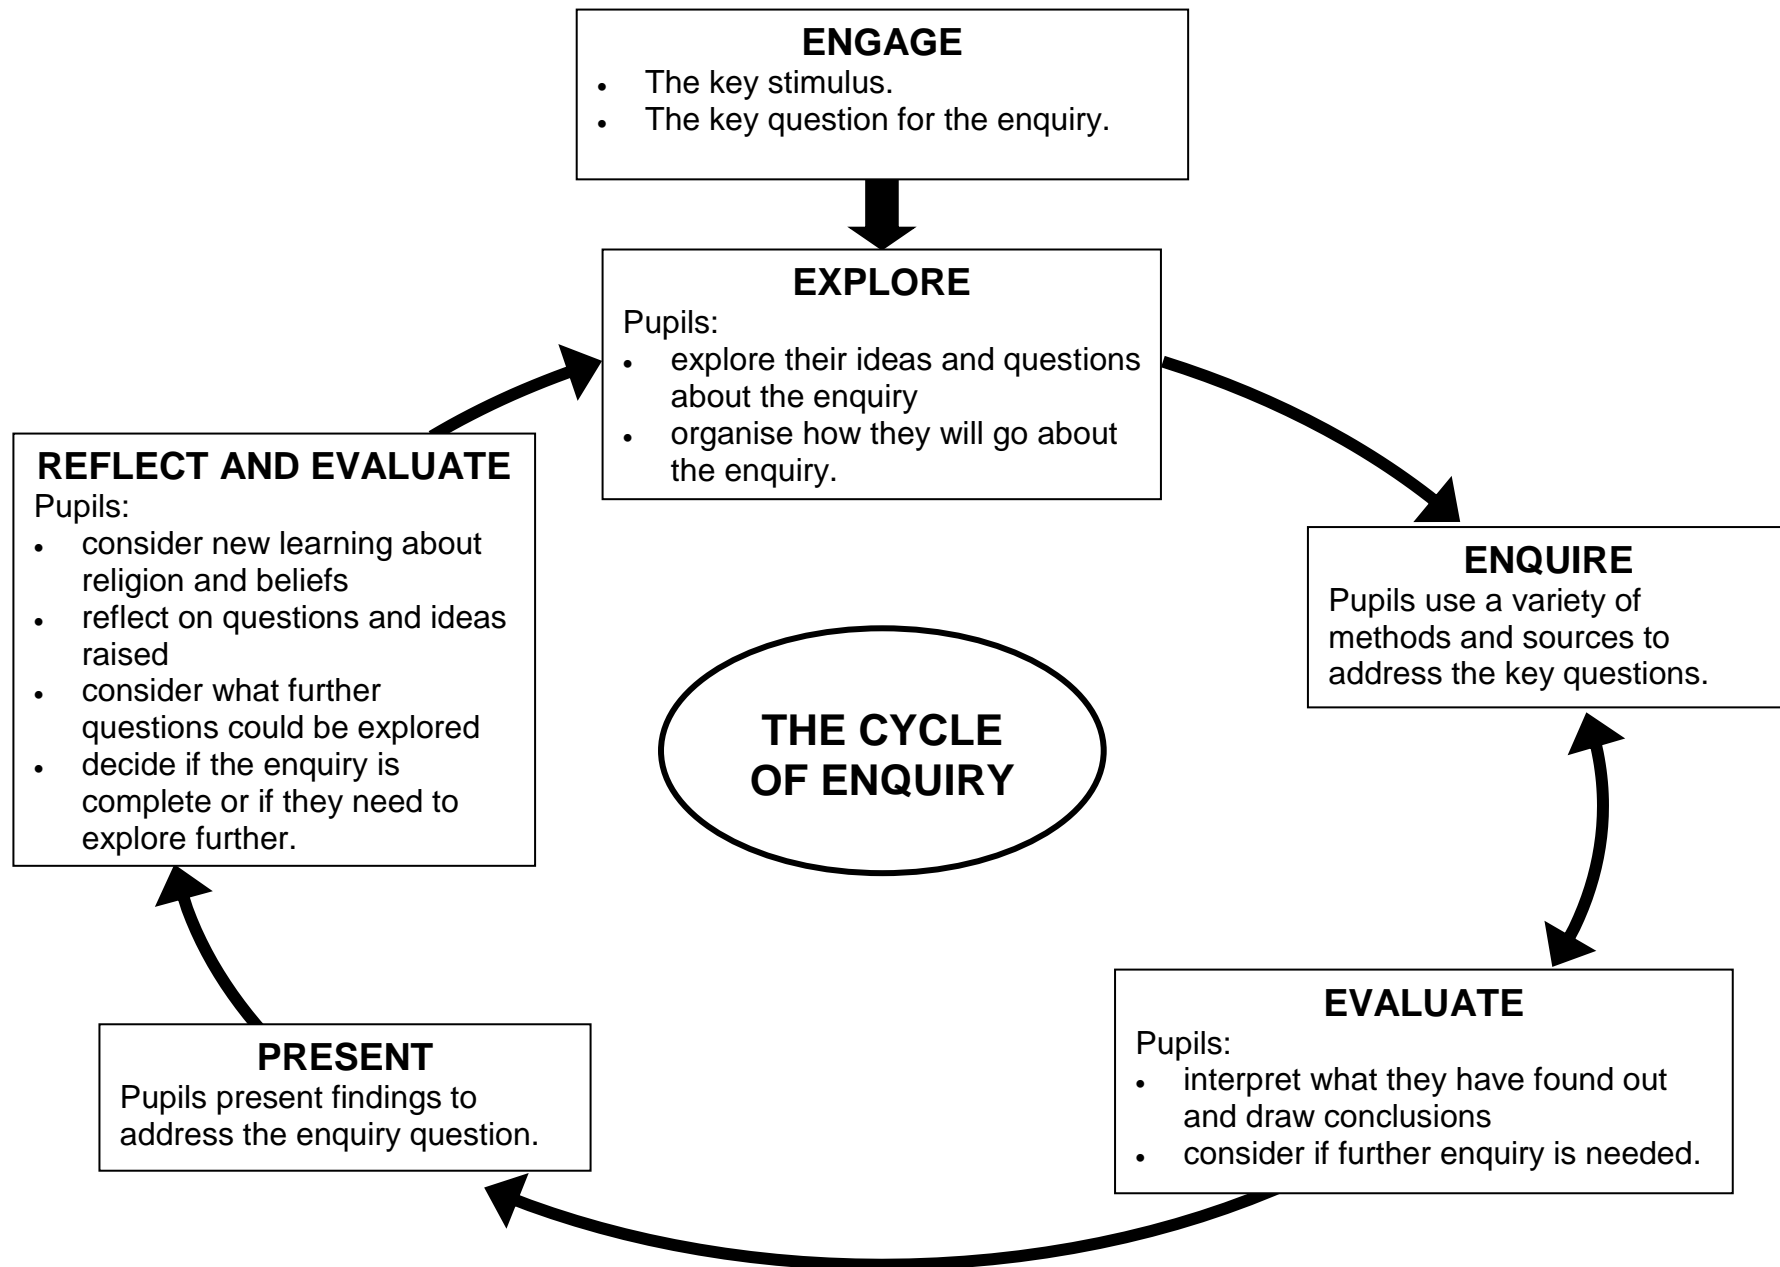 ENGAGE
• The key stimulus.
• The key question for the enquiry.
EXPLORE
Pupils:
• explore their ideas and questions
about the enquiry
• organise how they will go about
the enquiry.
REFLECT AND EVALUATE
Pupils:
• consider new learning about
religion and beliefs
• reflect on questions and ideas
raised
• consider what further
questions could be explored
• decide if the enquiry is
complete or if they need to
explore further.
ENQUIRE
Pupils use a variety of
methods and sources to
address the key questions.
THE CYCLE
OF ENQUIRY
EVALUATE
Pupils:
• interpret what they have found out
and draw conclusions
• consider if further enquiry is needed.
PRESENT
Pupils present findings to
address the enquiry question.